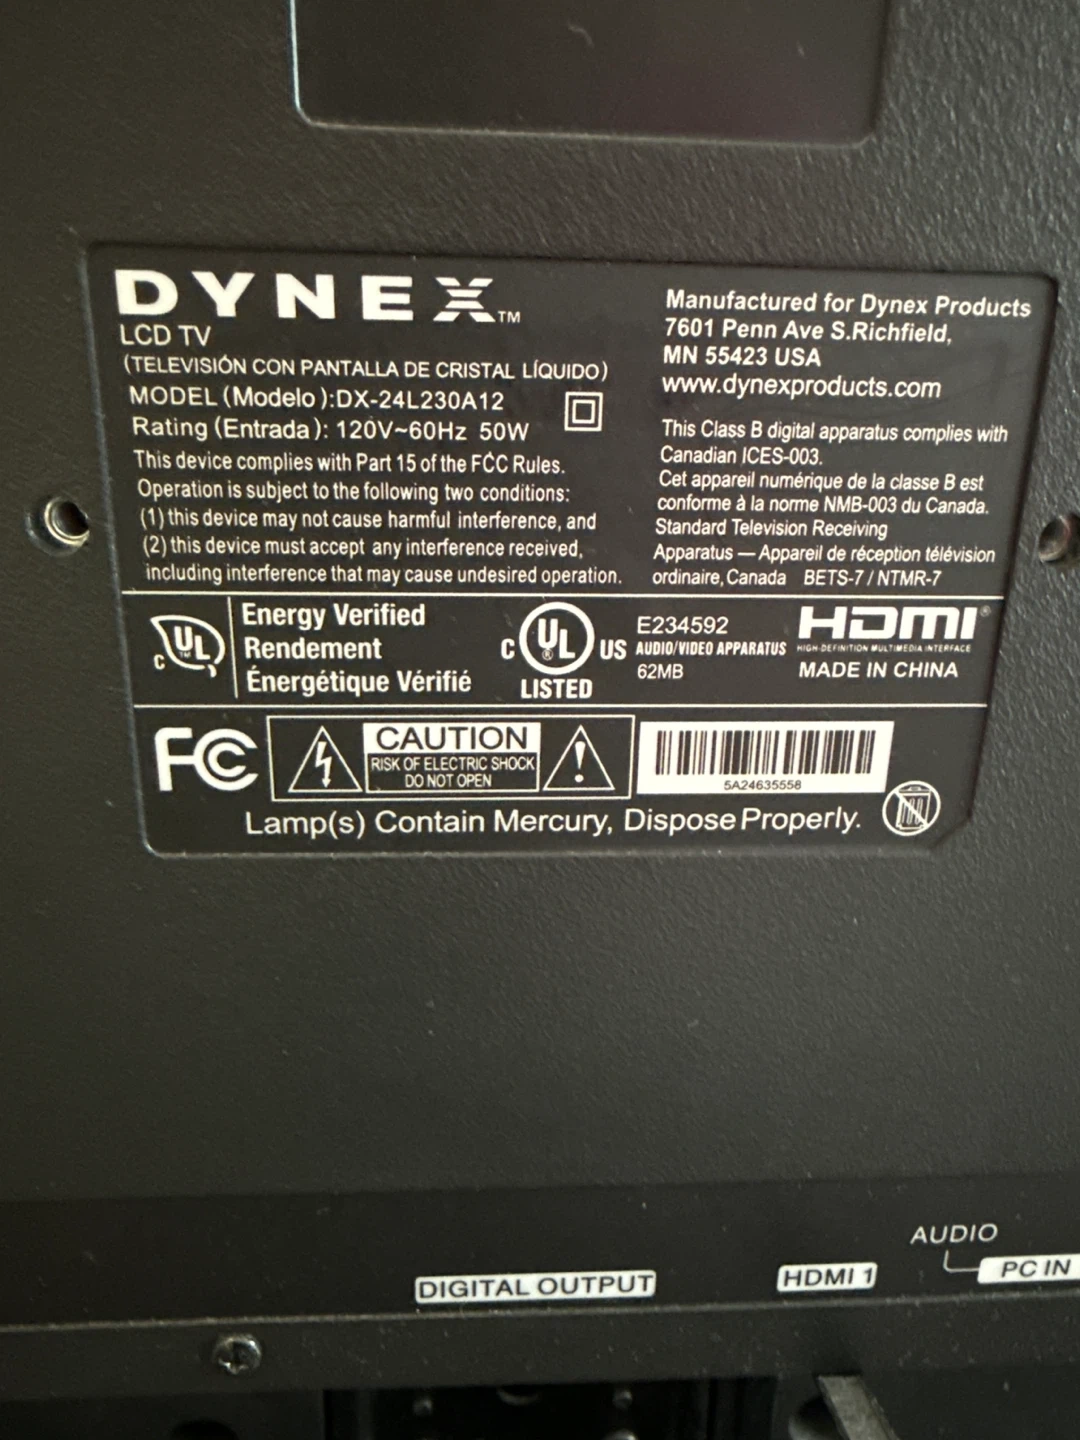 DYNEX™
LCD TV
(TELEVISIÓN CON PANTALLA DE CRISTAL LÍQUIDO)
MODEL (Modelo ):DX-24L230A12
Rating (Entrada ): 120V~60Hz 50W
This device complies with Part 15 of the FCC Rules.
Operation is subject to the following two conditions:
(1) this device may not cause harmful interference, and
(2) this device must accept any interference received,
including interference that may cause undesired operation.
Manufactured for Dynex Products
7601 Penn Ave S.Richfield,
MN 55423 USA
www.dynexproducts.com
This Class B digital apparatus complies with
Canadian ICES-003.
Cet appareil numérique de la classe B est
conforme à la norme NMB-003 du Canada.
Standard Television Receiving
Apparatus — Appareil de réception télévision
ordinaire, Canada BETS-7 / NTMR-7
C UL™
Energy Verified
Rendement
Énergétique Vérifié
C UL® US
LISTED
E234592
AUDIO/VIDEO APPARATUS
62MB
HDMI®
HIGH-DEFINITION MULTIMEDIA INTERFACE
MADE IN CHINA
FC
CAUTION
RISK OF ELECTRIC SHOCK
DO NOT OPEN
5A24635558
Lamp(s) Contain Mercury, Dispose Properly.
DIGITAL OUTPUT
HDMI 1
AUDIO
PC IN